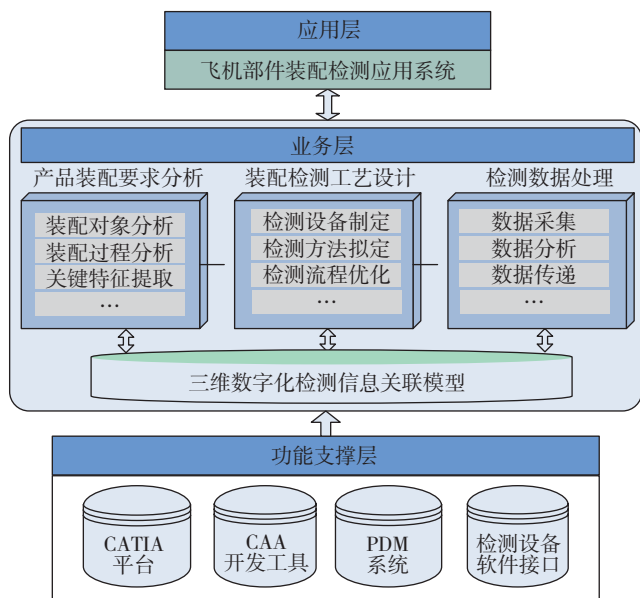 应用层
飞机部件装配检测应用系统
业务层
产品装配要求分析
装配对象分析
装配过程分析
关键特征提取
…
装配检测工艺设计
检测设备制定
检测方法拟定
检测流程优化
…
检测数据处理
数据采集
数据分析
数据传递
…
三维数字化检测信息关联模型
功能支撑层
CATIA
平台
CAA
开发工具
PDM
系统
检测设备
软件接口